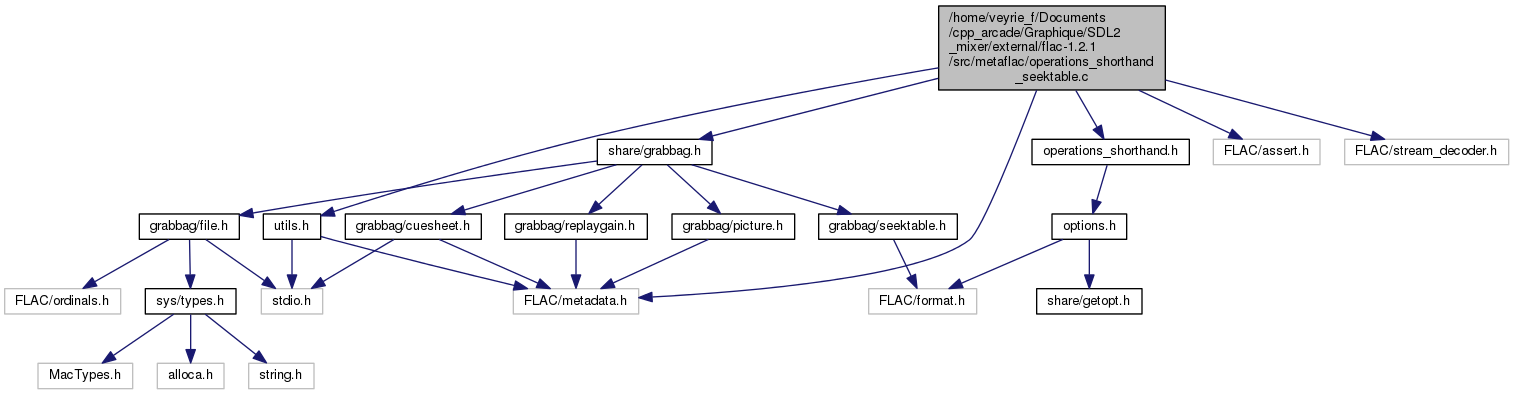 /home/veyrie_f/Documents
/cpp_arcade/Graphique/SDL2
_mixer/external/flac-1.2.1
/src/metaflac/operations_shorthand
_seektable.c
share/grabbag.h
operations_shorthand.h
FLAC/assert.h
FLAC/stream_decoder.h
grabbag/file.h
utils.h
grabbag/cuesheet.h
grabbag/replaygain.h
grabbag/picture.h
grabbag/seektable.h
options.h
FLAC/ordinals.h
sys/types.h
stdio.h
FLAC/metadata.h
FLAC/format.h
share/getopt.h
MacTypes.h
alloca.h
string.h